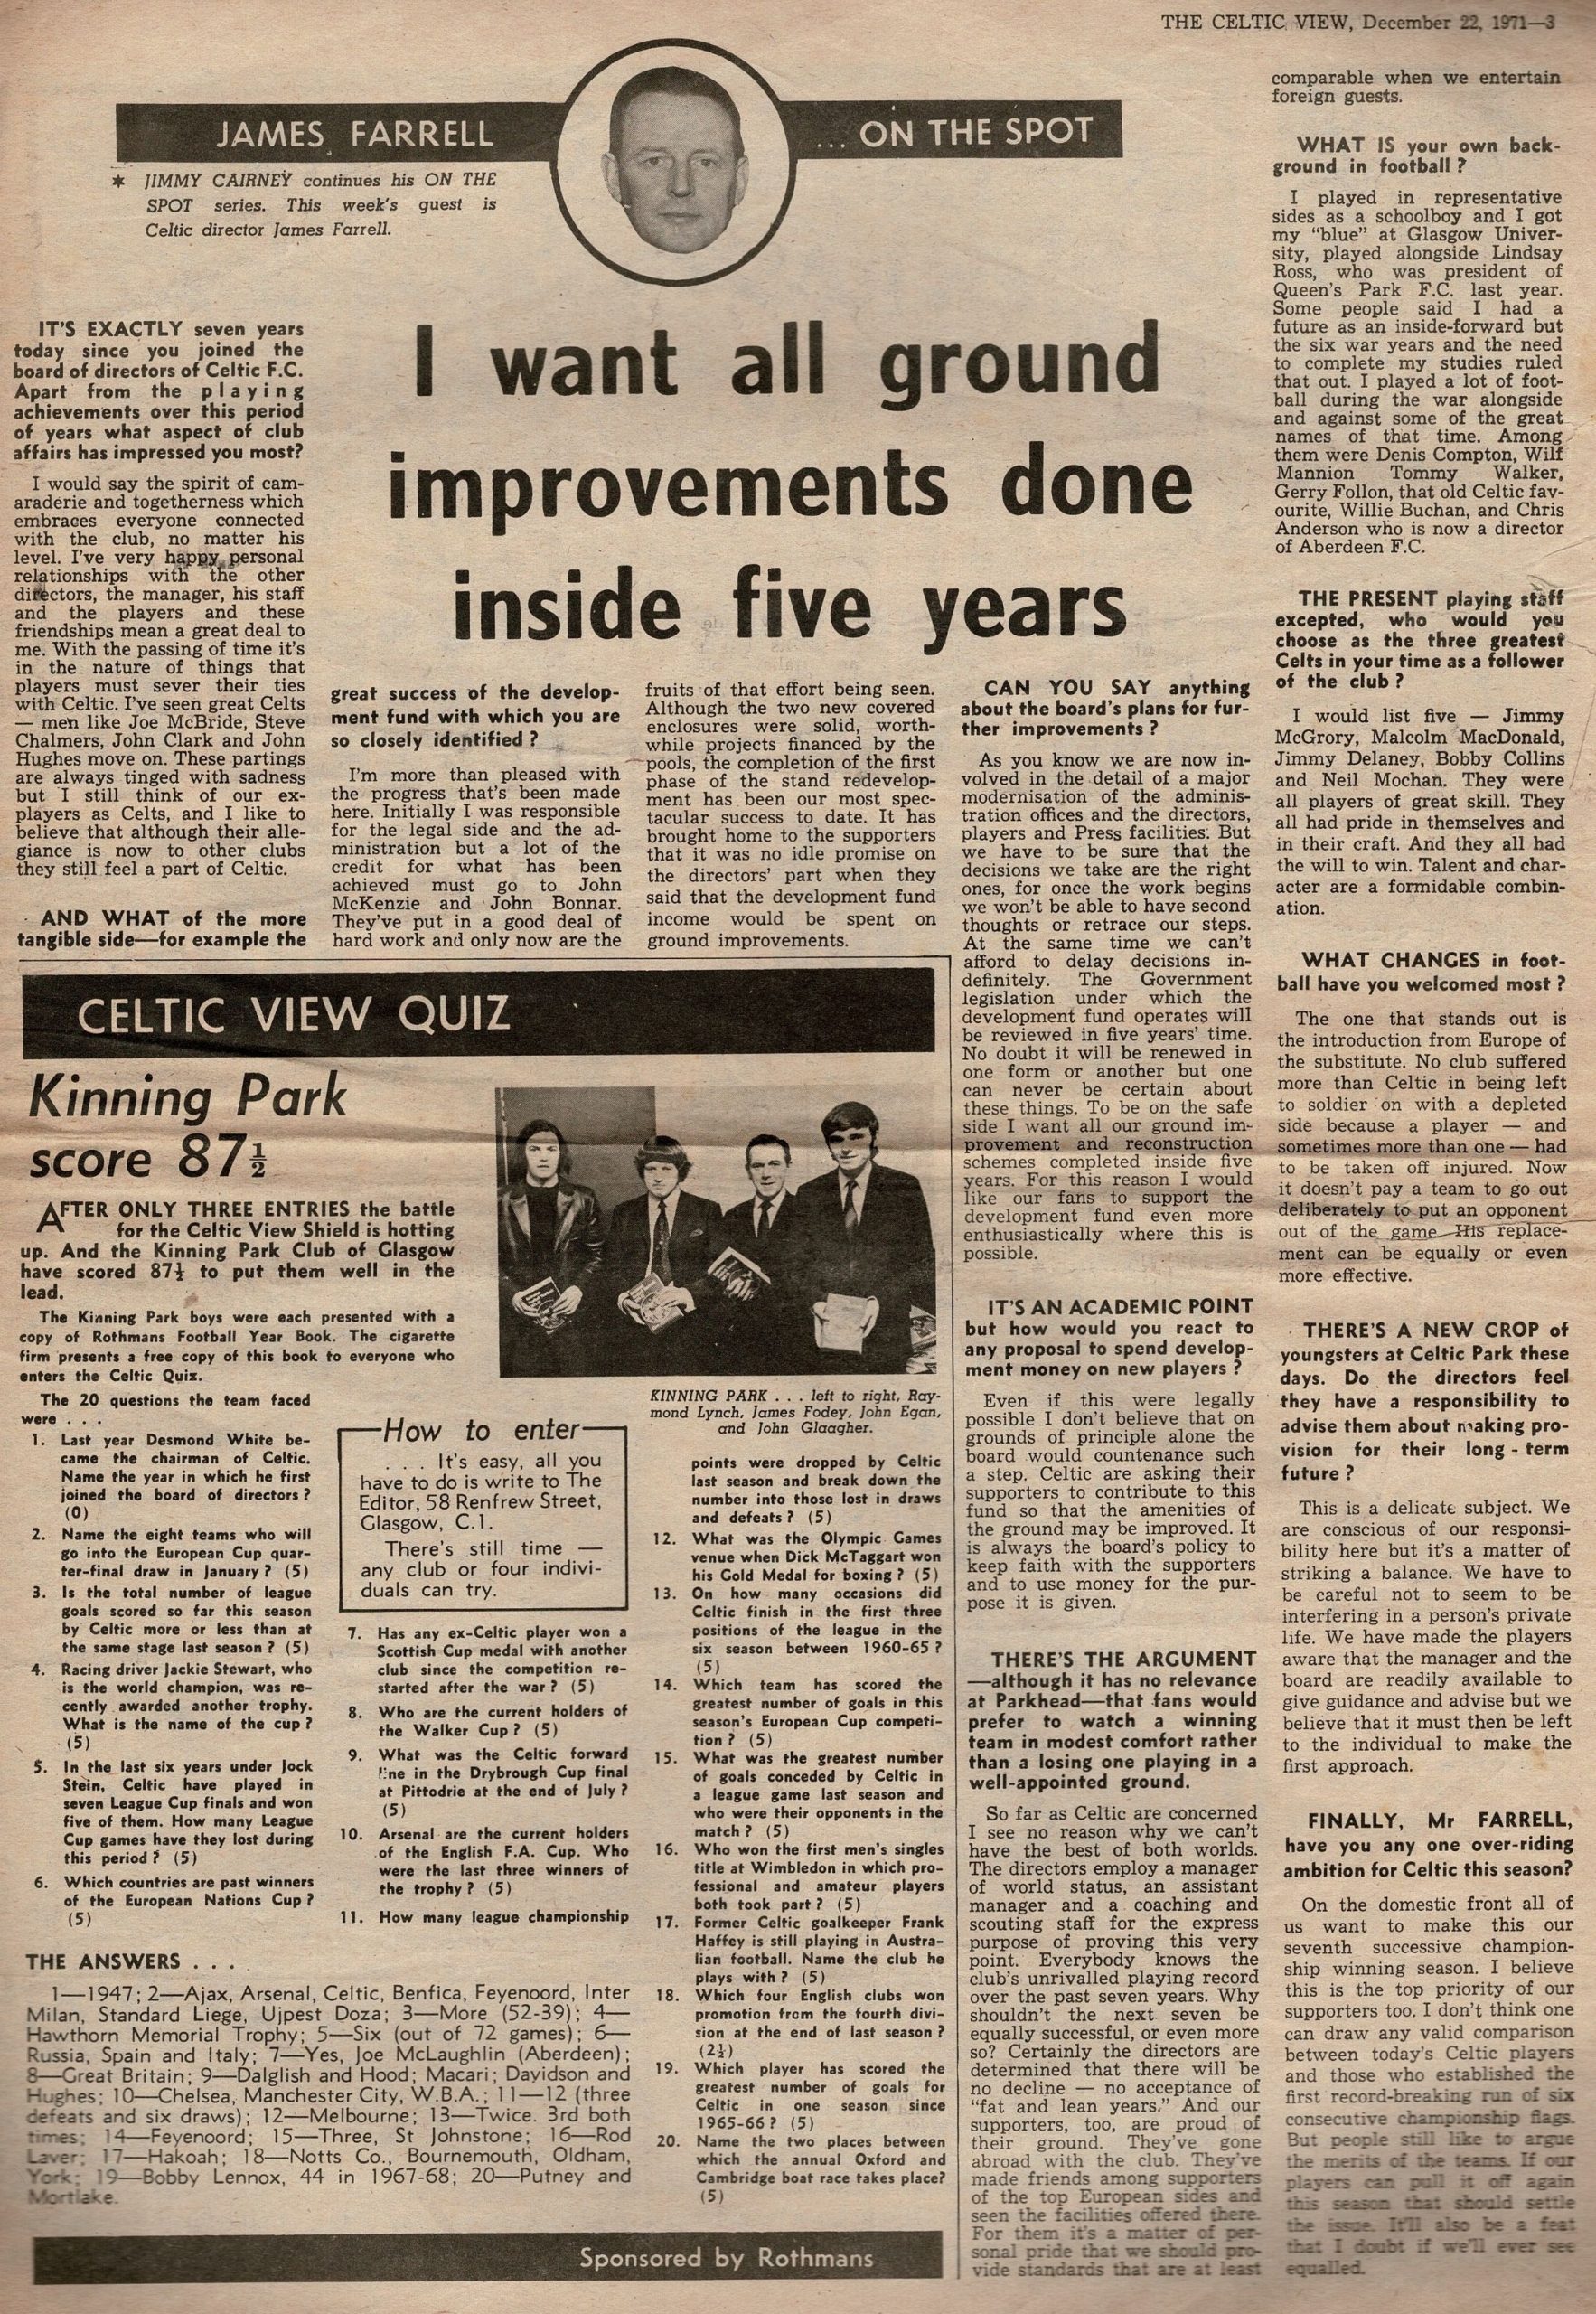 THE CELTIC VIEW, December 22, 1971—3
JAMES FARRELL
... ON THE SPOT
✶ JIMMY CAIRNEY continues his ON THE
SPOT series. This week's guest is
Celtic director James Farrell.
I want all ground
improvements done
inside five years
IT'S EXACTLY seven years
today since you joined the
board of directors of Celtic F.C.
Apart from the playing
achievements over this period
of years what aspect of club
affairs has impressed you most?
I would say the spirit of cam-
araderie and togetherness which
embraces everyone connected
with the club, no matter his
level. I've very happy personal
relationships with the other
directors, the manager, his staff
and the players and these
friendships mean a great deal to
me. With the passing of time it's
in the nature of things that
players must sever their ties
with Celtic. I've seen great Celts
— men like Joe McBride, Steve
Chalmers, John Clark and John
Hughes move on. These partings
are always tinged with sadness
but I still think of our ex-
players as Celts, and I like to
believe that although their alle-
giance is now to other clubs
they still feel a part of Celtic.
AND WHAT of the more
tangible side—for example the
great success of the develop-
ment fund with which you are
so closely identified ?
I'm more than pleased with
the progress that's been made
here. Initially I was responsible
for the legal side and the ad-
ministration but a lot of the
credit for what has been
achieved must go to John
McKenzie and John Bonnar.
They've put in a good deal of
hard work and only now are the
fruits of that effort being seen.
Although the two new covered
enclosures were solid, worth-
while projects financed by the
pools, the completion of the first
phase of the stand redevelop-
ment has been our most spec-
tacular success to date. It has
brought home to the supporters
that it was no idle promise on
the directors' part when they
said that the development fund
income would be spent on
ground improvements.
CAN YOU SAY anything
about the board's plans for fur-
ther improvements ?
As you know we are now in-
volved in the detail of a major
modernisation of the adminis-
tration offices and the directors,
players and Press facilities. But
we have to be sure that the
decisions we take are the right
ones, for once the work begins
we won't be able to have second
thoughts or retrace our steps.
At the same time we can't
afford to delay decisions in-
definitely. The Government
legislation under which the
development fund operates will
be reviewed in five years' time.
No doubt it will be renewed in
one form or another but one
can never be certain about
these things. To be on the safe
side I want all our ground im-
provement and reconstruction
schemes completed inside five
years. For this reason I would
like our fans to support the
development fund even more
enthusiastically where this is
possible.
IT'S AN ACADEMIC POINT
but how would you react to
any proposal to spend develop-
ment money on new players ?
Even if this were legally
possible I don't believe that on
grounds of principle alone the
board would countenance such
a step. Celtic are asking their
supporters to contribute to this
fund so that the amenities of
the ground may be improved. It
is always the board's policy to
keep faith with the supporters
and to use money for the pur-
pose it is given.
THERE'S THE ARGUMENT
—although it has no relevance
at Parkhead—that fans would
prefer to watch a winning
team in modest comfort rather
than a losing one playing in a
well-appointed ground.
So far as Celtic are concerned
I see no reason why we can't
have the best of both worlds.
The directors employ a manager
of world status, an assistant
manager and a coaching and
scouting staff for the express
purpose of proving this very
point. Everybody knows the
club's unrivalled playing record
over the past seven years. Why
shouldn't the next seven be
equally successful, or even more
so? Certainly the directors are
determined that there will be
no decline — no acceptance of
"fat and lean years." And our
supporters, too, are proud of
their ground. They've gone
abroad with the club. They've
made friends among supporters
of the top European sides and
seen the facilities offered there.
For them it's a matter of per-
sonal pride that we should pro-
vide standards that are at least
comparable when we entertain
foreign guests.
WHAT IS your own back-
ground in football ?
I played in representative
sides as a schoolboy and I got
my "blue" at Glasgow Univer-
sity, played alongside Lindsay
Ross, who was president of
Queen's Park F.C. last year.
Some people said I had a
future as an inside-forward but
the six war years and the need
to complete my studies ruled
that out. I played a lot of foot-
ball during the war alongside
and against some of the great
names of that time. Among
them were Denis Compton, Wilf
Mannion Tommy Walker,
Gerry Follon, that old Celtic fav-
ourite, Willie Buchan, and Chris
Anderson who is now a director
of Aberdeen F.C.
THE PRESENT playing staff
excepted, who would you
choose as the three greatest
Celts in your time as a follower
of the club ?
I would list five — Jimmy
McGrory, Malcolm MacDonald,
Jimmy Delaney, Bobby Collins
and Neil Mochan. They were
all players of great skill. They
all had pride in themselves and
in their craft. And they all had
the will to win. Talent and char-
acter are a formidable combin-
ation.
WHAT CHANGES in foot-
ball have you welcomed most ?
The one that stands out is
the introduction from Europe of
the substitute. No club suffered
more than Celtic in being left
to soldier on with a depleted
side because a player — and
sometimes more than one — had
to be taken off injured. Now
it doesn't pay a team to go out
deliberately to put an opponent
out of the game. His replace-
ment can be equally or even
more effective.
THERE'S A NEW CROP of
youngsters at Celtic Park these
days. Do the directors feel
they have a responsibility to
advise them about making pro-
vision for their long-term
future ?
This is a delicate subject. We
are conscious of our responsi-
bility here but it's a matter of
striking a balance. We have to
be careful not to seem to be
interfering in a person's private
life. We have made the players
aware that the manager and the
board are readily available to
give guidance and advise but we
believe that it must then be left
to the individual to make the
first approach.
FINALLY, Mr FARRELL,
have you any one over-riding
ambition for Celtic this season?
On the domestic front all of
us want to make this our
seventh successive champion-
ship winning season. I believe
this is the top priority of our
supporters too. I don't think one
can draw any valid comparison
between today's Celtic players
and those who established the
first record-breaking run of six
consecutive championship flags.
But people still like to argue
the merits of the teams. If our
players can pull it off again
this season that should settle
the issue. It'll also be a feat
that I doubt if we'll ever see
equalled.
CELTIC VIEW QUIZ
Kinning Park
score 87½
AFTER ONLY THREE ENTRIES the battle
for the Celtic View Shield is hotting
up. And the Kinning Park Club of Glasgow
have scored 87½ to put them well in the
lead.
The Kinning Park boys were each presented with a
copy of Rothmans Football Year Book. The cigarette
firm presents a free copy of this book to everyone who
enters the Celtic Quiz.
The 20 questions the team faced
were . . .
KINNING PARK . . . left to right, Ray-
mond Lynch, James Fodey, John Egan,
and John Glaagher.
1. Last year Desmond White be-
came the chairman of Celtic.
Name the year in which he first
joined the board of directors ?
(0)
2. Name the eight teams who will
go into the European Cup quar-
ter-final draw in January ? (5)
3. Is the total number of league
goals scored so far this season
by Celtic more or less than at
the same stage last season ? (5)
4. Racing driver Jackie Stewart, who
is the world champion, was re-
cently awarded another trophy.
What is the name of the cup ?
(5)
5. In the last six years under Jock
Stein, Celtic have played in
seven League Cup finals and won
five of them. How many League
Cup games have they lost during
this period ? (5)
6. Which countries are past winners
of the European Nations Cup ?
(5)
How to enter
. . . It's easy, all you
have to do is write to The
Editor, 58 Renfrew Street,
Glasgow, C.1.
There's still time —
any club or four indivi-
duals can try.
7. Has any ex-Celtic player won a
Scottish Cup medal with another
club since the competition re-
started after the war ? (5)
8. Who are the current holders of
the Walker Cup ? (5)
9. What was the Celtic forward
line in the Drybrough Cup final
at Pittodrie at the end of July ?
(5)
10. Arsenal are the current holders
of the English F.A. Cup. Who
were the last three winners of
the trophy ? (5)
11. How many league championship
points were dropped by Celtic
last season and break down the
number into those lost in draws
and defeats ? (5)
12. What was the Olympic Games
venue when Dick McTaggart won
his Gold Medal for boxing ? (5)
13. On how many occasions did
Celtic finish in the first three
positions of the league in the
six season between 1960-65 ?
(5)
14. Which team has scored the
greatest number of goals in this
season's European Cup competi-
tion ? (5)
15. What was the greatest number
of goals conceded by Celtic in
a league game last season and
who were their opponents in the
match ? (5)
16. Who won the first men's singles
title at Wimbledon in which pro-
fessional and amateur players
both took part ? (5)
17. Former Celtic goalkeeper Frank
Haffey is still playing in Austra-
lian football. Name the club he
plays with ? (5)
18. Which four English clubs won
promotion from the fourth divi-
sion at the end of last season ?
(2½)
19. Which player has scored the
greatest number of goals for
Celtic in one season since
1965-66 ? (5)
20. Name the two places between
which the annual Oxford and
Cambridge boat race takes place?
(5)
THE ANSWERS . . .
1—1947; 2—Ajax, Arsenal, Celtic, Benfica, Feyenoord, Inter
Milan, Standard Liege, Ujpest Doza; 3—More (52-39); 4—
Hawthorn Memorial Trophy; 5—Six (out of 72 games); 6—
Russia, Spain and Italy; 7—Yes, Joe McLaughlin (Aberdeen);
8—Great Britain; 9—Dalglish and Hood; Macari; Davidson and
Hughes; 10—Chelsea, Manchester City, W.B.A.; 11—12 (three
defeats and six draws); 12—Melbourne; 13—Twice. 3rd both
times; 14—Feyenoord; 15—Three, St Johnstone; 16—Rod
Laver; 17—Hakoah; 18—Notts Co., Bournemouth, Oldham,
York; 19—Bobby Lennox, 44 in 1967-68; 20—Putney and
Mortlake.
Sponsored by Rothmans